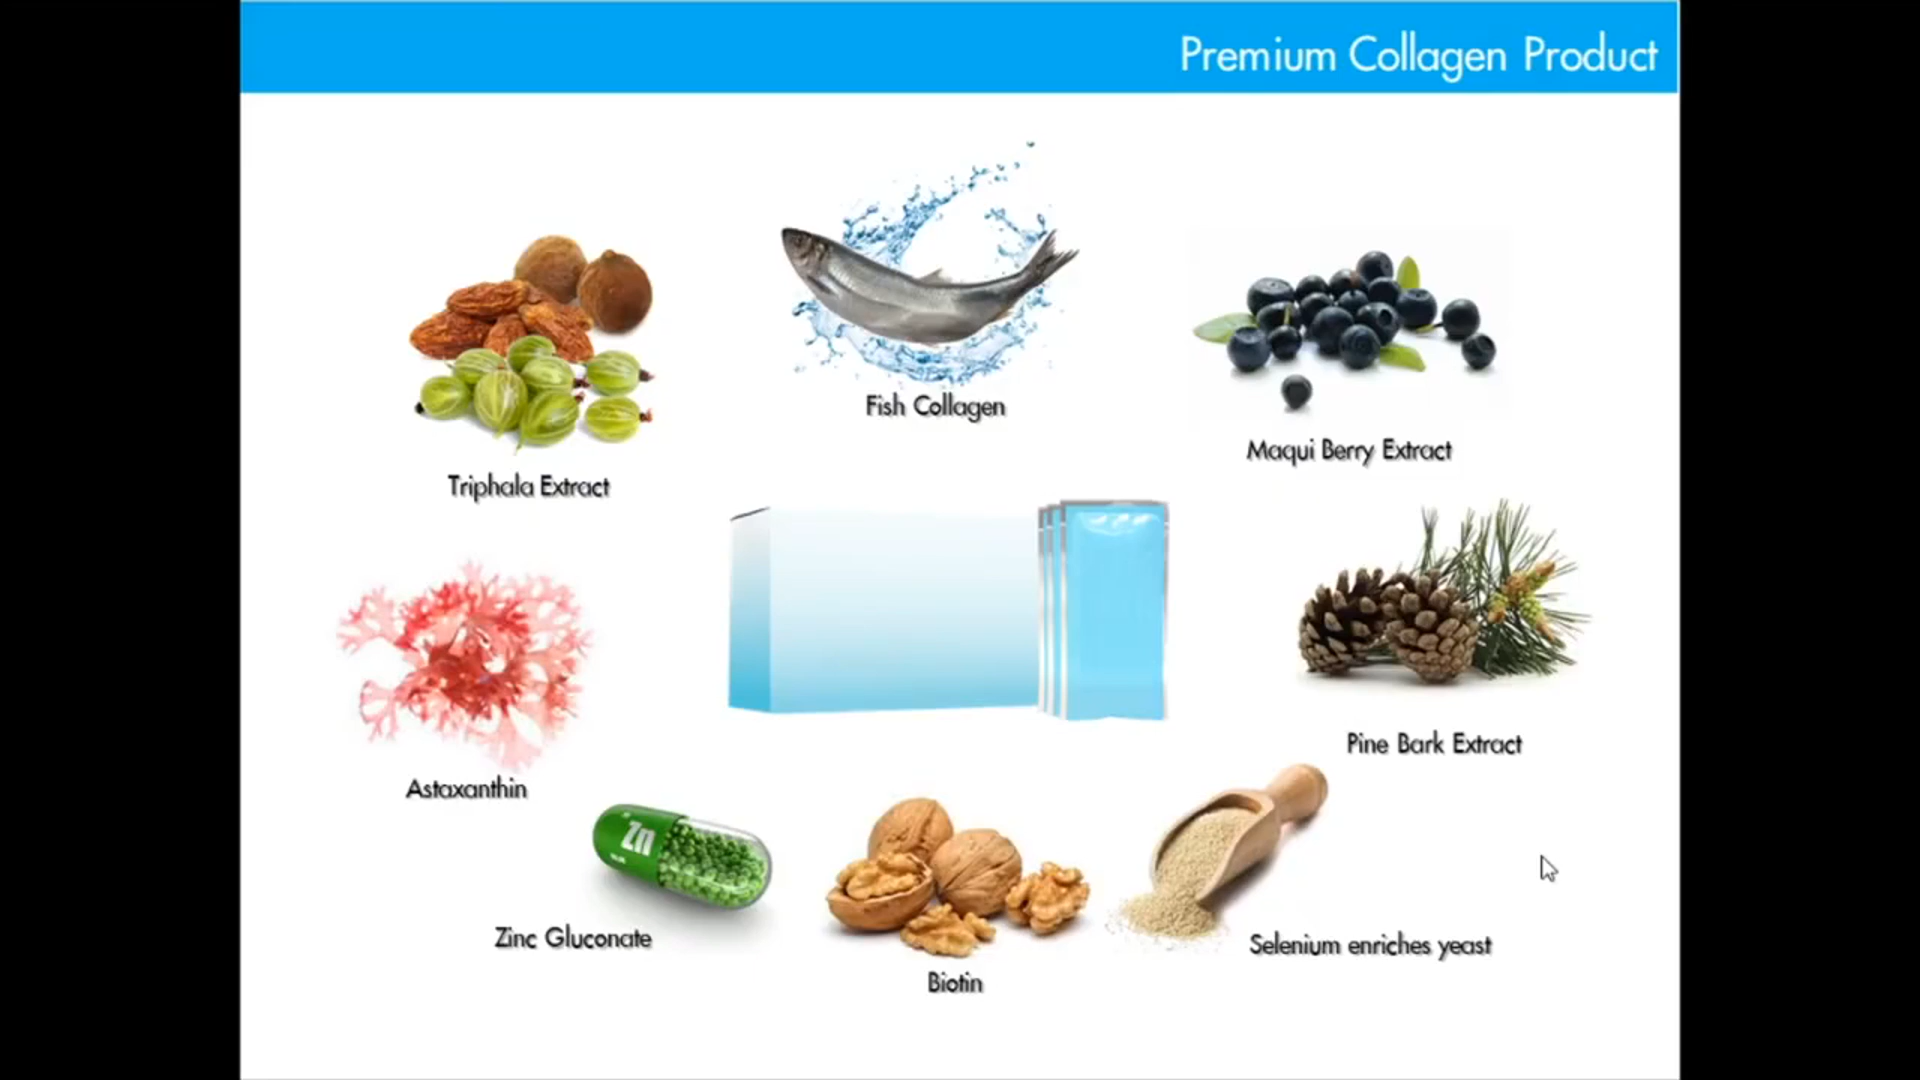 Premium Collagen Product
Fish Collagen
Maqui Berry Extract
Triphala Extract
Pine Bark Extract
Astaxanthin
Zn
Zinc Gluconate
Selenium enriches yeast
Biotin